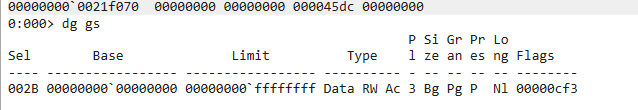 00000000`0021f070  00000000 00000000 000045dc 00000000
0:000> dg gs
                                                    P Si Gr Pr Lo
Sel        Base              Limit          Type    l ze an es ng Flags
---- ----------------- ----------------- ---------- - -- -- -- -- --------
002B 00000000`00000000 00000000`ffffffff Data RW Ac 3 Bg Pg P  Nl 00000cf3